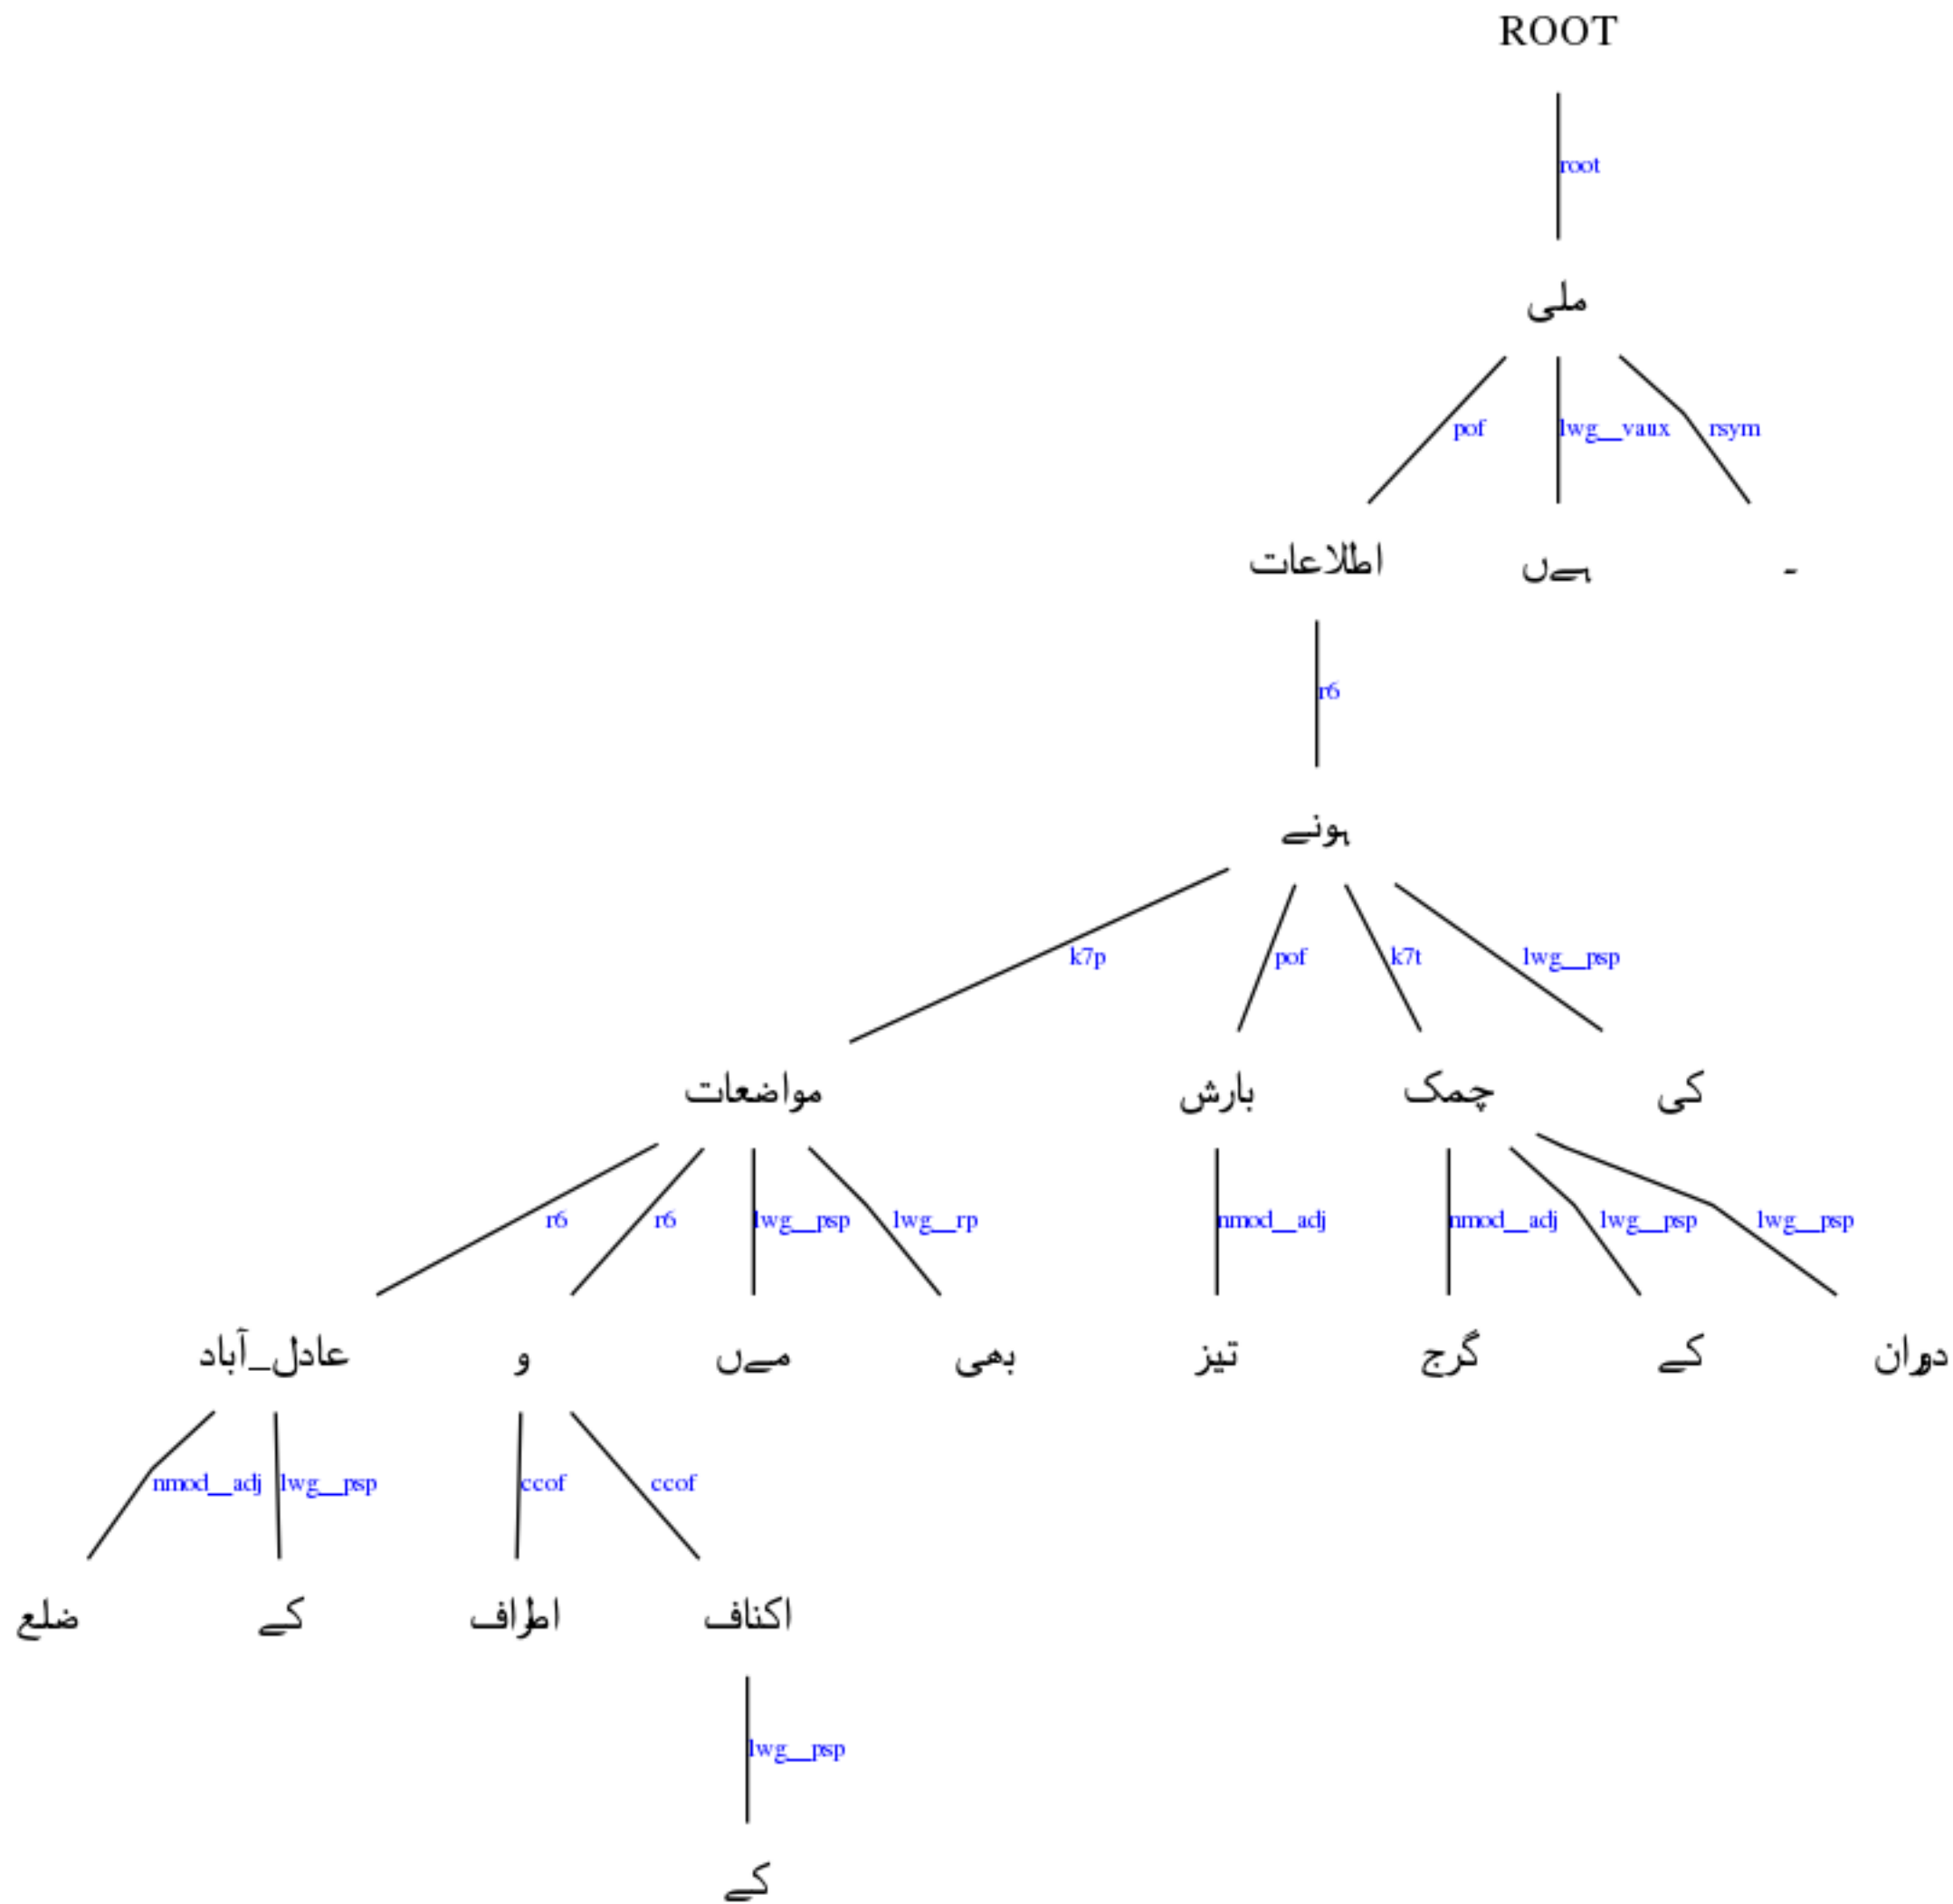 ROOT
root
ملی
pof lwg__vaux rsym
اطلاعات ہےں ۔
r6
ہونے
k7p pof k7t lwg__psp
مواضعات بارش چمک کی
r6 r6 lwg__psp lwg__rp nmod__adj nmod__adj lwg__psp lwg__psp
عادل_آباد و مےں بھی تیز گرج کے دوران
nmod__adj lwg__psp ccof ccof
ضلع کے اطراف اکناف
lwg__psp
کے